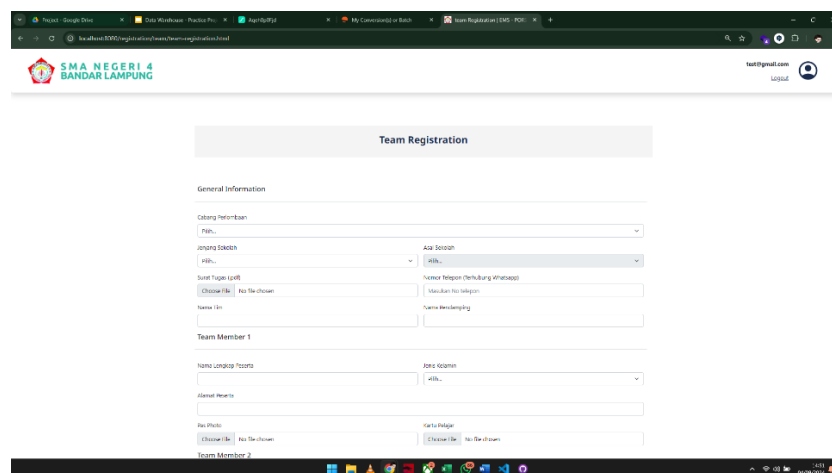 Project - Google Drive
Data Warehouse - Practice Proj
My Conversion(s) or Batch
Team Registration | EMS - PORS
localhost:8080/registration/team/team-registration.html
SMA NEGERI 4
BANDAR LAMPUNG
test@gmail.com
Logout
Team Registration
General Information
Cabang Perlombaan
Pilih...
Jenjang Sekolah
Asal Sekolah
Pilih...
Pilih...
Surat Tugas (.pdf)
Nomor Telepon (Terhubung Whatsapp)
Choose File No file chosen
Masukan No telepon
Nama Tim
Nama Pendamping
Team Member 1
Nama Lengkap Peserta
Jenis Kelamin
Pilih...
Alamat Peserta
Pas Photo
Kartu Pelajar
Choose File No file chosen
Choose File No file chosen
Team Member 2